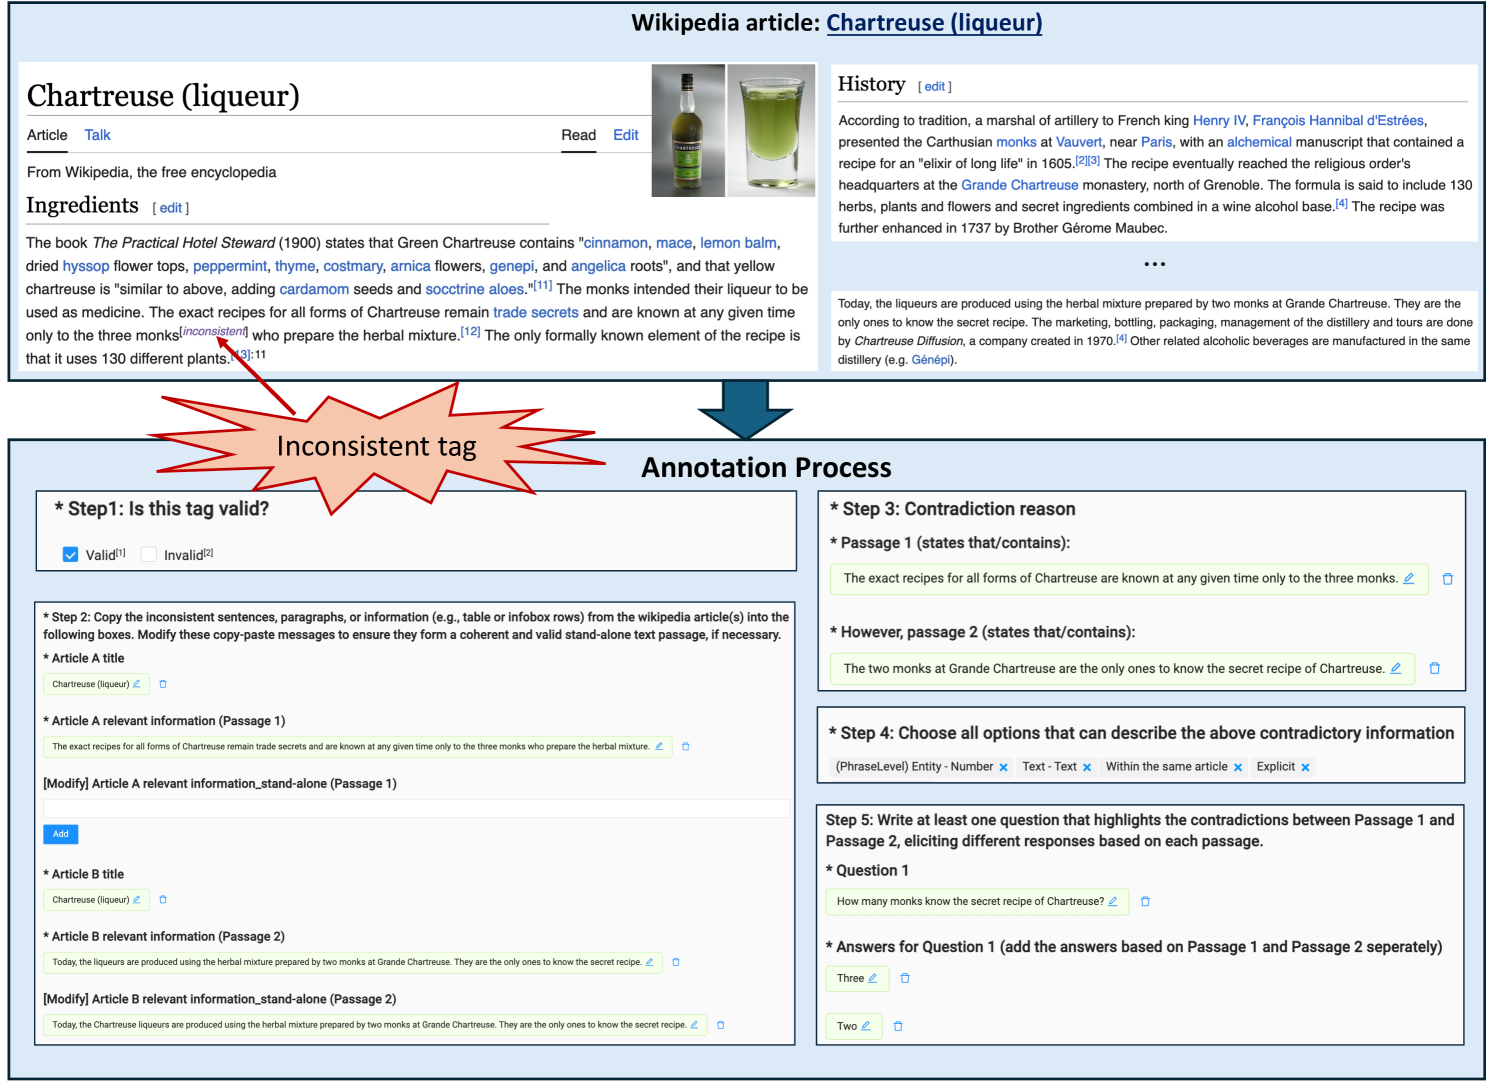 Wikipedia article: Chartreuse (liqueur)
Chartreuse (liqueur)
Article Talk Read Edit
From Wikipedia, the free encyclopedia
Ingredients [ edit ]
The book The Practical Hotel Steward (1900) states that Green Chartreuse contains "cinnamon, mace, lemon balm,
dried hyssop flower tops, peppermint, thyme, costmary, arnica flowers, genepi, and angelica roots", and that yellow
chartreuse is "similar to above, adding cardamom seeds and socctrine aloes."[11] The monks intended their liqueur to be
used as medicine. The exact recipes for all forms of Chartreuse remain trade secrets and are known at any given time
only to the three monks[inconsistent] who prepare the herbal mixture.[12] The only formally known element of the recipe is
that it uses 130 different plants.[13]:11
CHARTREUSE
History [ edit ]
According to tradition, a marshal of artillery to French king Henry IV, François Hannibal d'Estrées,
presented the Carthusian monks at Vauvert, near Paris, with an alchemical manuscript that contained a
recipe for an "elixir of long life" in 1605.[2][3] The recipe eventually reached the religious order's
headquarters at the Grande Chartreuse monastery, north of Grenoble. The formula is said to include 130
herbs, plants and flowers and secret ingredients combined in a wine alcohol base.[4] The recipe was
further enhanced in 1737 by Brother Gérome Maubec.
...
Today, the liqueurs are produced using the herbal mixture prepared by two monks at Grande Chartreuse. They are the
only ones to know the secret recipe. The marketing, bottling, packaging, management of the distillery and tours are done
by Chartreuse Diffusion, a company created in 1970.[4] Other related alcoholic beverages are manufactured in the same
distillery (e.g. Génépi).
Inconsistent tag
Annotation Process
* Step1: Is this tag valid?
Valid[1] Invalid[2]
* Step 2: Copy the inconsistent sentences, paragraphs, or information (e.g., table or infobox rows) from the wikipedia article(s) into the
following boxes. Modify these copy-paste messages to ensure they form a coherent and valid stand-alone text passage, if necessary.
* Article A title
Chartreuse (liqueur)
* Article A relevant information (Passage 1)
The exact recipes for all forms of Chartreuse remain trade secrets and are known at any given time only to the three monks who prepare the herbal mixture.
[Modify] Article A relevant information_stand-alone (Passage 1)
Add
* Article B title
Chartreuse (liqueur)
* Article B relevant information (Passage 2)
Today, the liqueurs are produced using the herbal mixture prepared by two monks at Grande Chartreuse. They are the only ones to know the secret recipe.
[Modify] Article B relevant information_stand-alone (Passage 2)
Today, the Chartreuse liqueurs are produced using the herbal mixture prepared by two monks at Grande Chartreuse. They are the only ones to know the secret recipe.
* Step 3: Contradiction reason
* Passage 1 (states that/contains):
The exact recipes for all forms of Chartreuse are known at any given time only to the three monks.
* However, passage 2 (states that/contains):
The two monks at Grande Chartreuse are the only ones to know the secret recipe of Chartreuse.
* Step 4: Choose all options that can describe the above contradictory information
(PhraseLevel) Entity - Number × Text - Text × Within the same article × Explicit ×
Step 5: Write at least one question that highlights the contradictions between Passage 1 and
Passage 2, eliciting different responses based on each passage.
* Question 1
How many monks know the secret recipe of Chartreuse?
* Answers for Question 1 (add the answers based on Passage 1 and Passage 2 seperately)
Three
Two